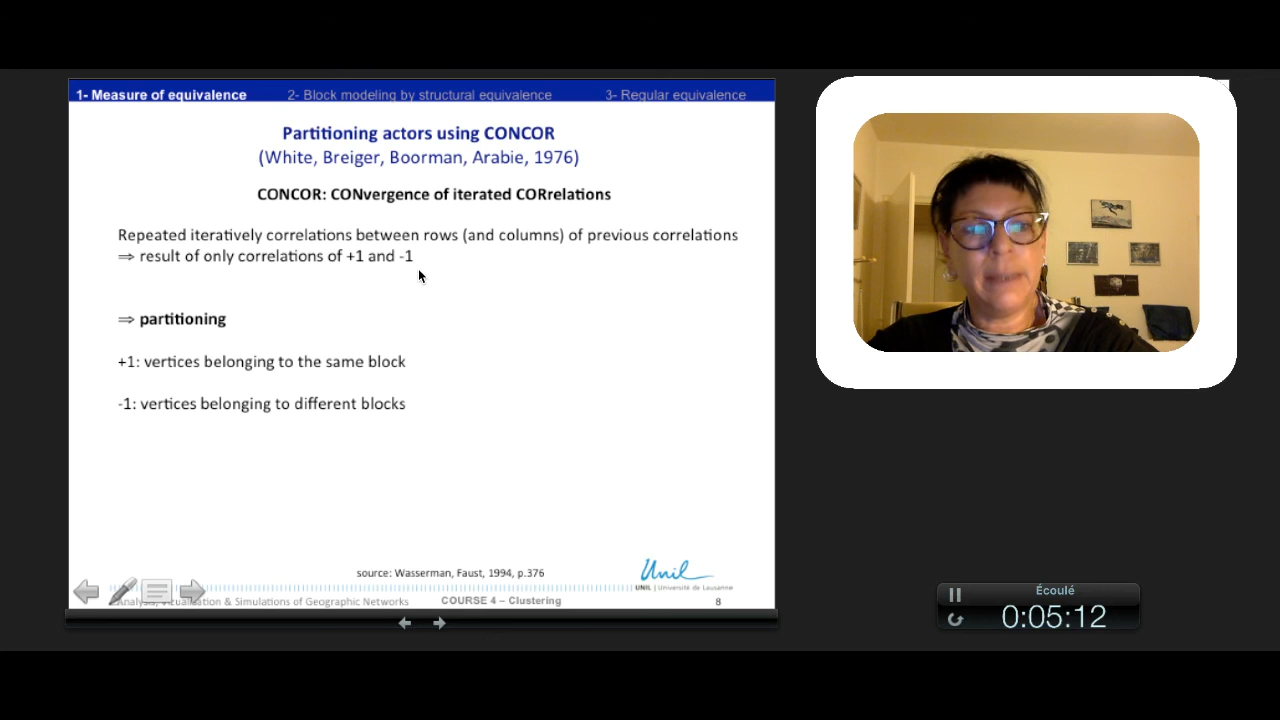 1- Measure of equivalence 2- Block modeling by structural equivalence 3- Regular equivalence
Partitioning actors using CONCOR
(White, Breiger, Boorman, Arabie, 1976)
CONCOR: CONvergence of iterated CORrelations
Repeated iteratively correlations between rows (and columns) of previous correlations
⇒ result of only correlations of +1 and -1
⇒ partitioning
+1: vertices belonging to the same block
-1: vertices belonging to different blocks
source: Wasserman, Faust, 1994, p.376
Unil
UNIL | Université de Lausanne
& Simulations of Geographic Networks COURSE 4 – Clustering 8
Écoulé
0:05:12